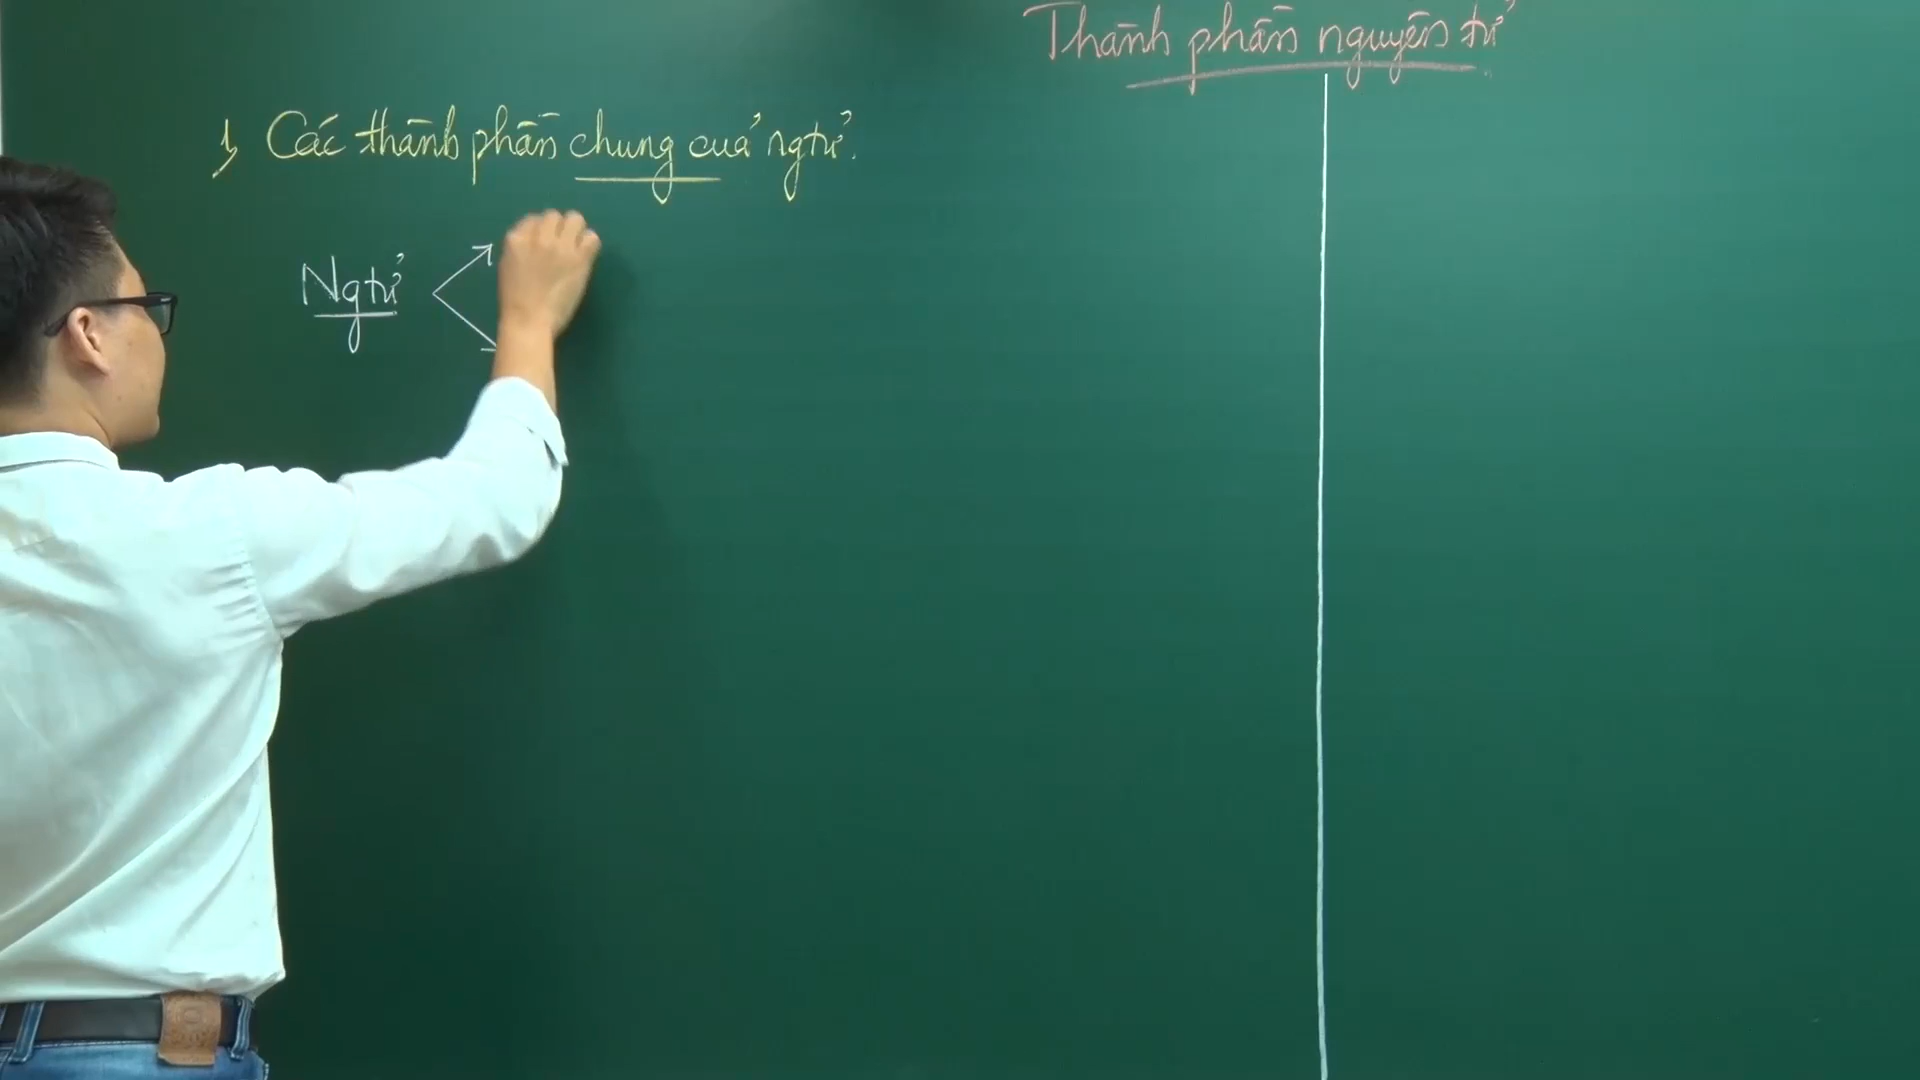 Thành phần nguyên tử
1, Các thành phần chung của ngtử.
Ngtử